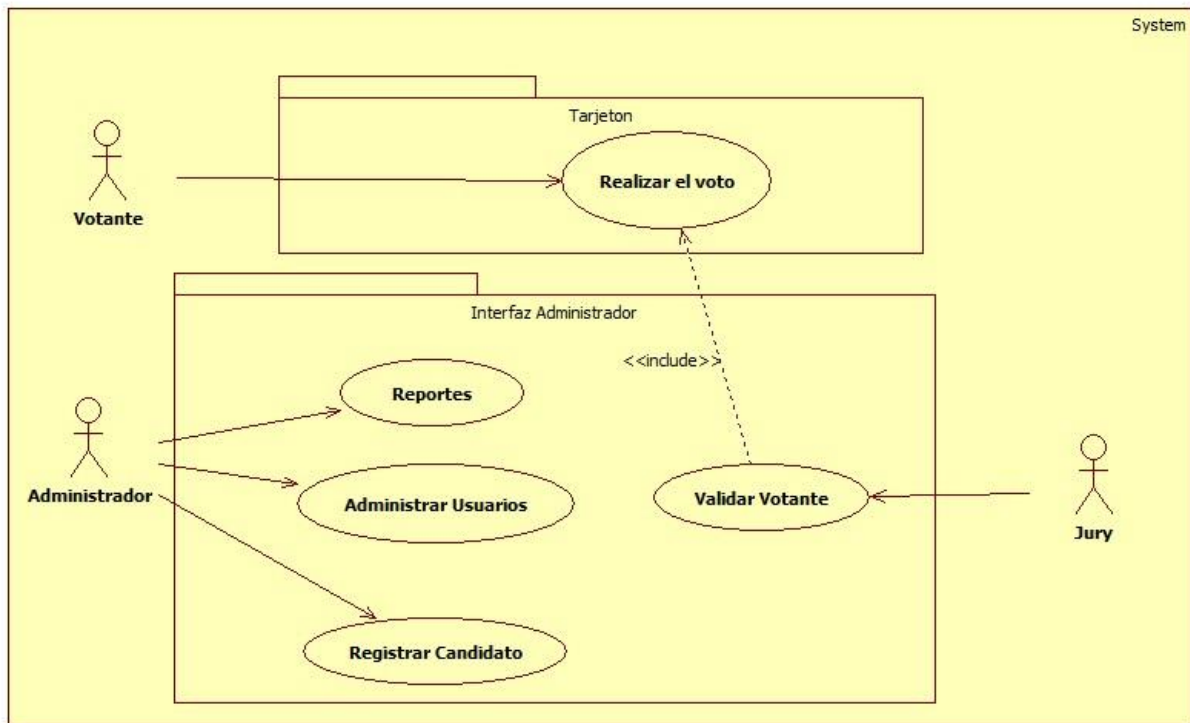 System
Tarjeton
Realizar el voto
Votante
Interfaz Administrador
<<include>>
Reportes
Administrador
Administrar Usuarios
Validar Votante
Jury
Registrar Candidato